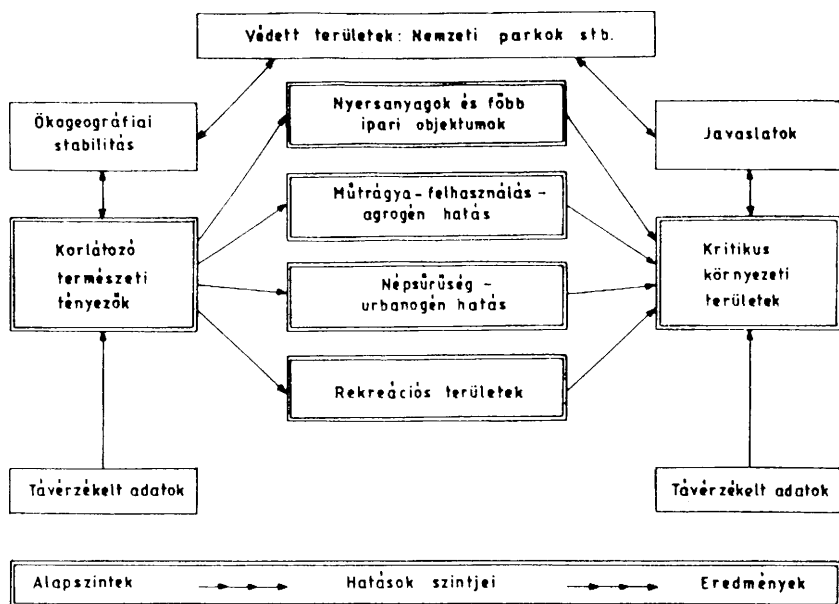 Védett területek: Nemzeti parkok stb.
Ökogeográfiai
stabilitás
Nyersanyagok és főbb
ipari objektumok
Javaslatok
Műtrágya-felhasználás-
agrogén hatás
Korlátozó
természeti
tényezők
Népsűrűség -
urbanogén hatás
Kritikus
környezeti
területek
Rekreációs területek
Távérzékelt adatok
Távérzékelt adatok
Alapszintek Hatások szintjei Eredmények